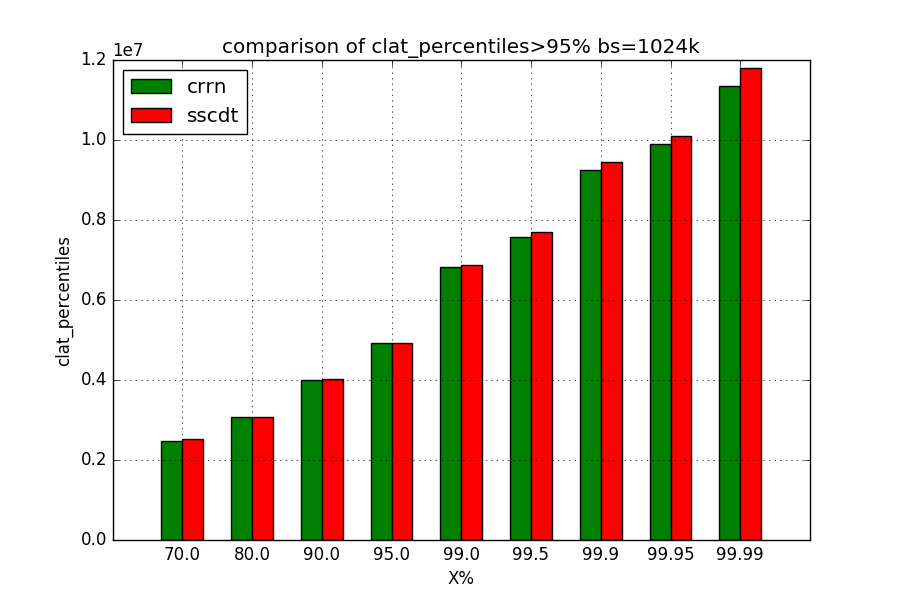 comparison of clat_percentiles>95% bs=1024k
1e7
1.2
1.0
0.8
0.6
0.4
0.2
0.0
clat_percentiles
crrn
sscdt
70.0 80.0 90.0 95.0 99.0 99.5 99.9 99.95 99.99
X%